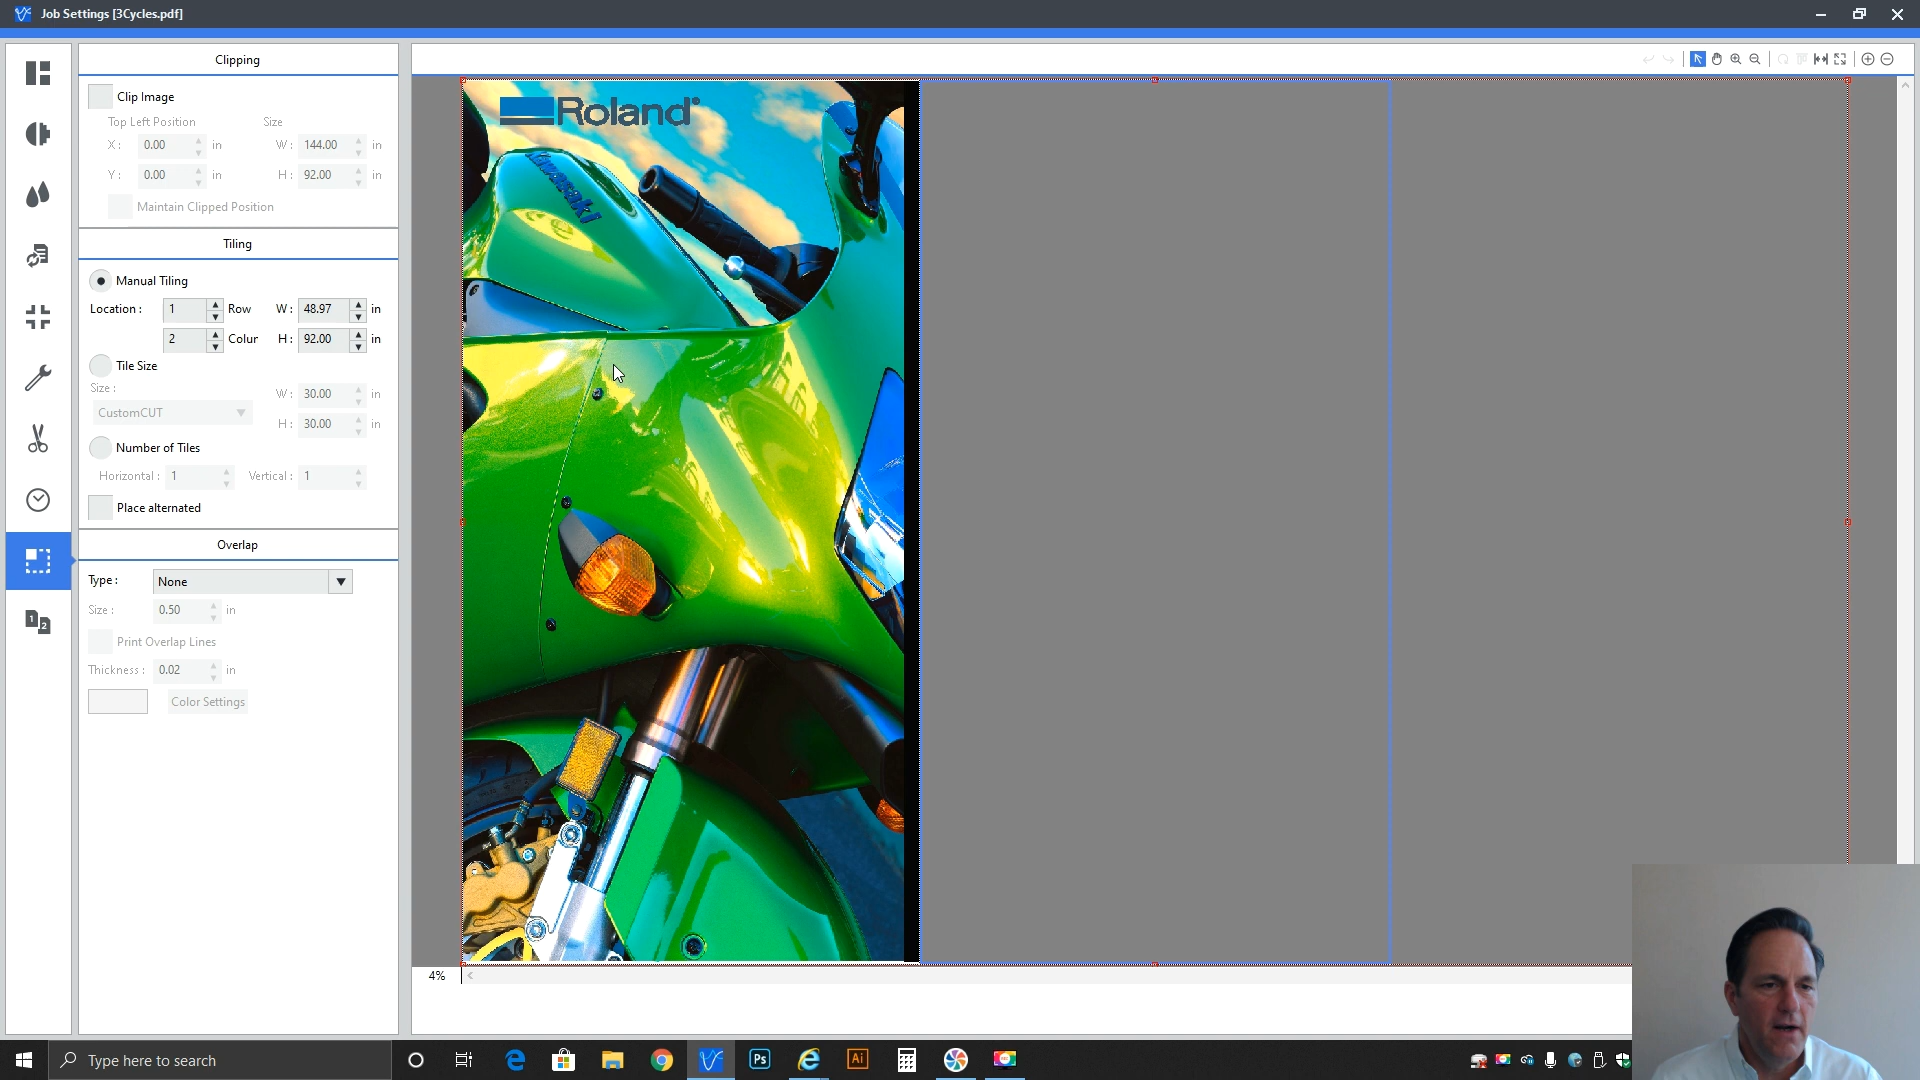 Job Settings [3Cycles.pdf]
Clipping
Clip Image
Top Left Position Size
X : 0.00 in W : 144.00 in
Y : 0.00 in H : 92.00 in
Maintain Clipped Position
Tiling
Manual Tiling
Location : 1 Row W : 48.97 in
2 Colur H : 92.00 in
Tile Size
Size :
W : 30.00 in
CustomCUT
H : 30.00 in
Number of Tiles
Horizontal : 1 Vertical : 1
Place alternated
Overlap
Type : None
Size : 0.50 in
Print Overlap Lines
Thickness : 0.02 in
Color Settings
Roland
Kawasaki
4%
Type here to search
Ps
Ai